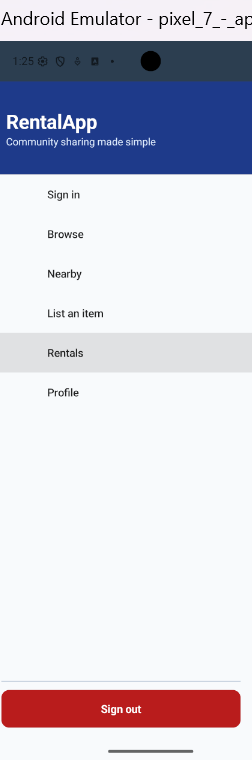 Android Emulator - pixel_7_-_ap
1:25
RentalApp
Community sharing made simple
Sign in
Browse
Nearby
List an item
Rentals
Profile
Sign out